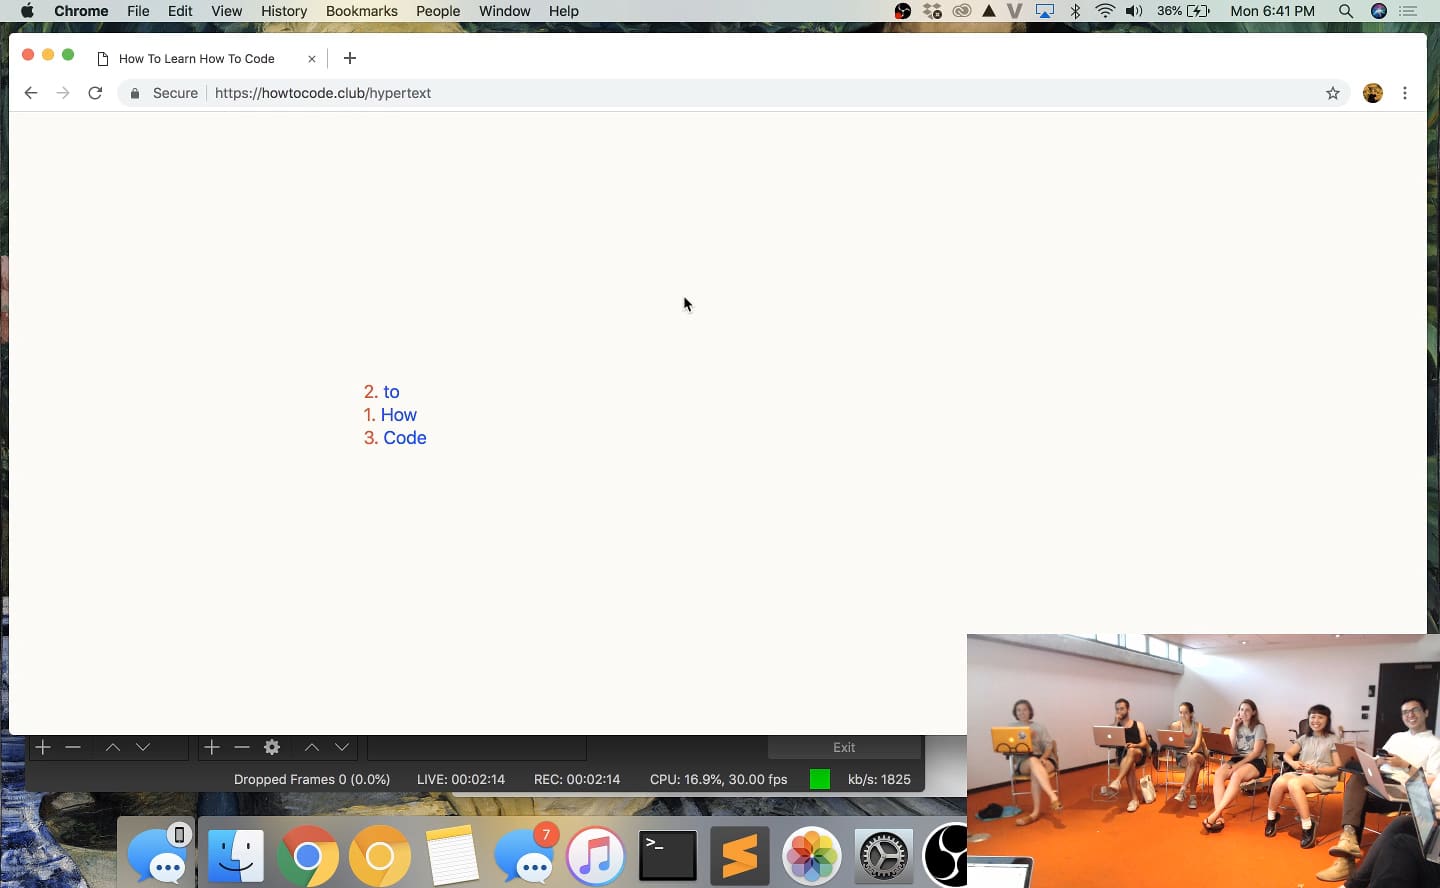 Chrome File Edit View History Bookmarks People Window Help 36% Mon 6:41 PM
How To Learn How To Code
Secure https://howtocode.club/hypertext
2. to
1. How
3. Code
Exit
Dropped Frames 0 (0.0%) LIVE: 00:02:14 REC: 00:02:14 CPU: 16.9%, 30.00 fps kb/s: 1825
7
>_